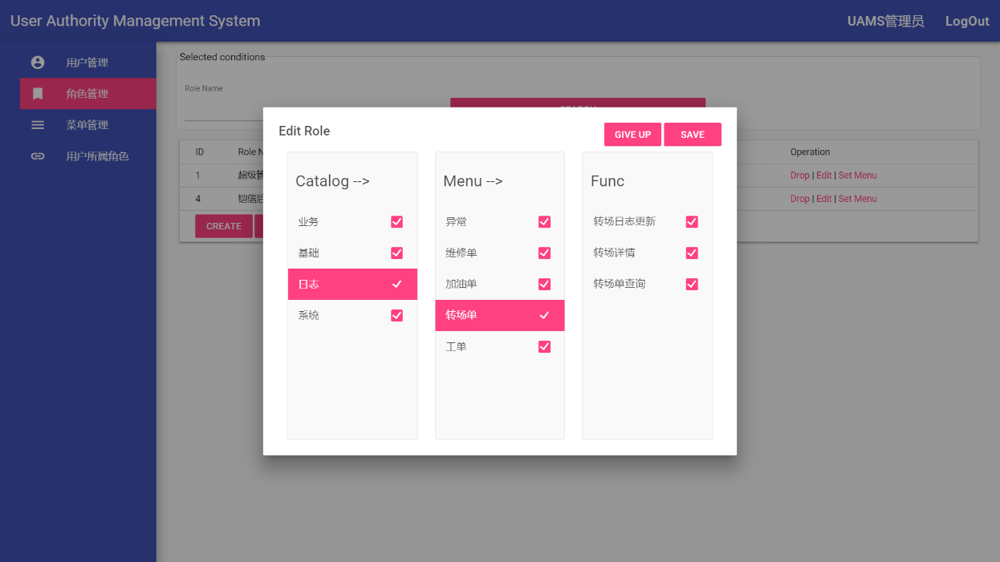 User Authority Management System
UAMS管理员
LogOut
用户管理
角色管理
菜单管理
用户所属角色
Selected conditions
Role Name
ID
Role N
Operation
1
超级管
Drop | Edit | Set Menu
4
铠信后
Drop | Edit | Set Menu
CREATE
Edit Role
GIVE UP
SAVE
Catalog -->
业务
基础
日志
系统
Menu -->
异常
维修单
加油单
转场单
工单
Func
转场日志更新
转场详情
转场单查询